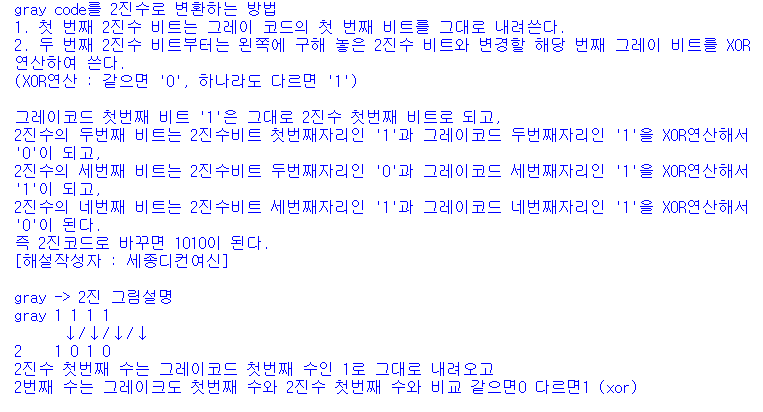 gray code를 2진수로 변환하는 방법
1. 첫 번째 2진수 비트는 그레이 코드의 첫 번째 비트를 그대로 내려쓴다.
2. 두 번째 2진수 비트부터는 왼쪽에 구해 놓은 2진수 비트와 변경할 해당 번째 그레이 비트를 XOR
연산하여 쓴다.
(XOR연산 : 같으면 '0', 하나라도 다르면 '1')
그레이코드 첫번째 비트 '1'은 그대로 2진수 첫번째 비트로 되고,
2진수의 두번째 비트는 2진수비트 첫번째자리인 '1'과 그레이코드 두번째자리인 '1'을 XOR연산해서
'0'이 되고,
2진수의 세번째 비트는 2진수비트 두번째자리인 '0'과 그레이코드 세번째자리인 '1'을 XOR연산해서
'1'이 되고,
2진수의 네번째 비트는 2진수비트 세번째자리인 '1'과 그레이코드 네번째자리인 '1'을 XOR연산해서
'0'이 된다.
즉 2진코드로 바꾸면 1010이 된다.
[해설작성자 : 세종디컨여신]
gray -> 2진 그림설명
gray 1 1 1 1
↓/↓/↓/↓
2 1 0 1 0
2진수 첫번째 수는 그레이코드 첫번째 수인 1로 그대로 내려오고
2번째 수는 그레이크도 첫번째 수와 2진수 첫번째 수와 비교 같으면0 다르면1 (xor)